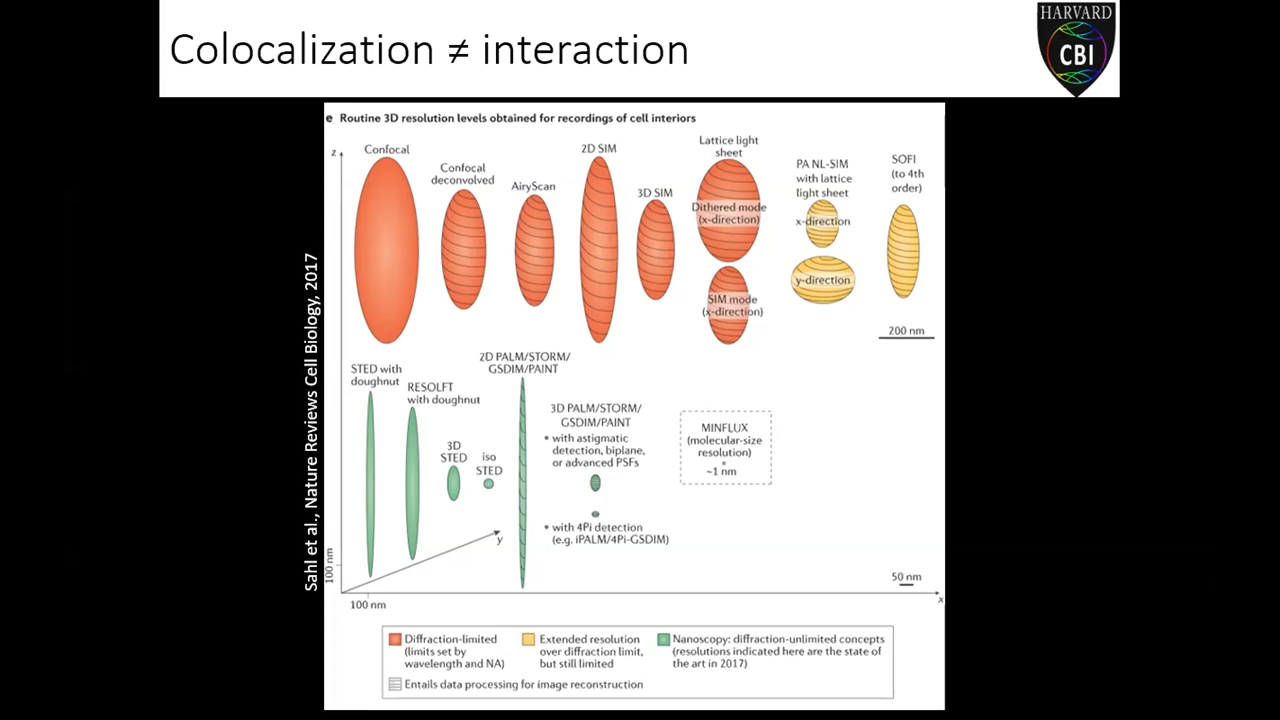 Colocalization ≠ interaction
HARVARD
CBI
e Routine 3D resolution levels obtained for recordings of cell interiors
z
Confocal
Confocal
deconvolved
AiryScan
2D SIM
3D SIM
Lattice light
sheet
Dithered mode
(x-direction)
SIM mode
(x-direction)
PA NL-SIM
with lattice
light sheet
x-direction
y-direction
SOFI
(to 4th
order)
200 nm
Sahl et al., Nature Reviews Cell Biology, 2017
STED with
doughnut
RESOLFT
with doughnut
3D
STED
iso
STED
2D PALM/STORM/
GSDIM/PAINT
3D PALM/STORM/
GSDIM/PAINT
• with astigmatic
detection, biplane,
or advanced PSFs
• with 4Pi detection
(e.g. iPALM/4Pi-GSDIM)
MINFLUX
(molecular-size
resolution)
~1 nm
y
100 nm
50 nm
x
100 nm
Diffraction-limited
(limits set by
wavelength and NA)
Extended resolution
over diffraction limit,
but still limited
Nanoscopy: diffraction-unlimited concepts
(resolutions indicated here are the state of
the art in 2017)
Entails data processing for image reconstruction